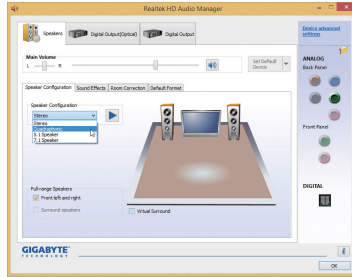 Realtek HD Audio Manager
Speakers
Digital Output(Optical)
Digital Output
Device advanced settings
Main Volume
L
R
Set Default Device
ANALOG
Back Panel
Speaker Configuration
Sound Effects
Room Correction
Default Format
Speaker Configuration
Stereo
Stereo
Quadraphonic
5.1 Speaker
7.1 Speaker
Front Panel
Full-range Speakers
Front left and right
Surround speakers
Virtual Surround
DIGITAL
GIGABYTE
TECHNOLOGY
OK